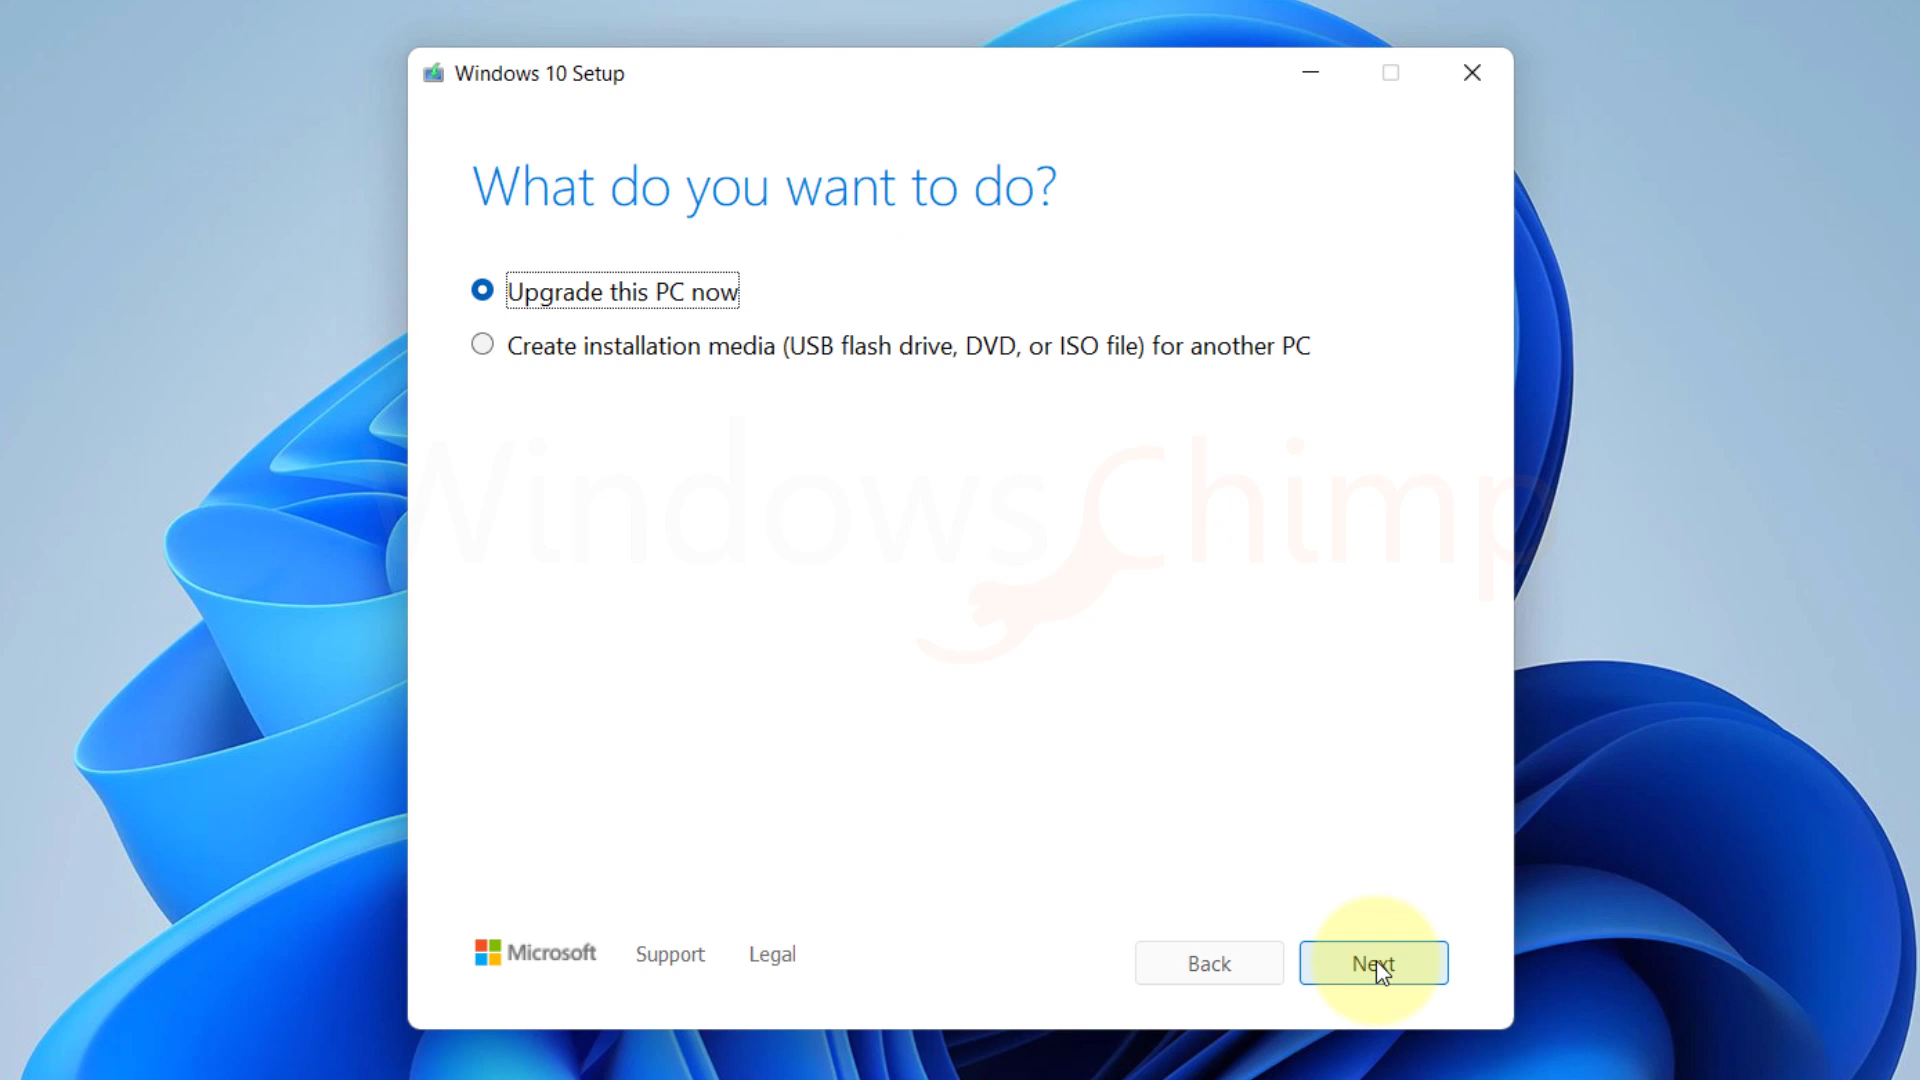 Windows 10 Setup
What do you want to do?
Upgrade this PC now
Create installation media (USB flash drive, DVD, or ISO file) for another PC
WindowsChimp
Microsoft
Support
Legal
Back
Next